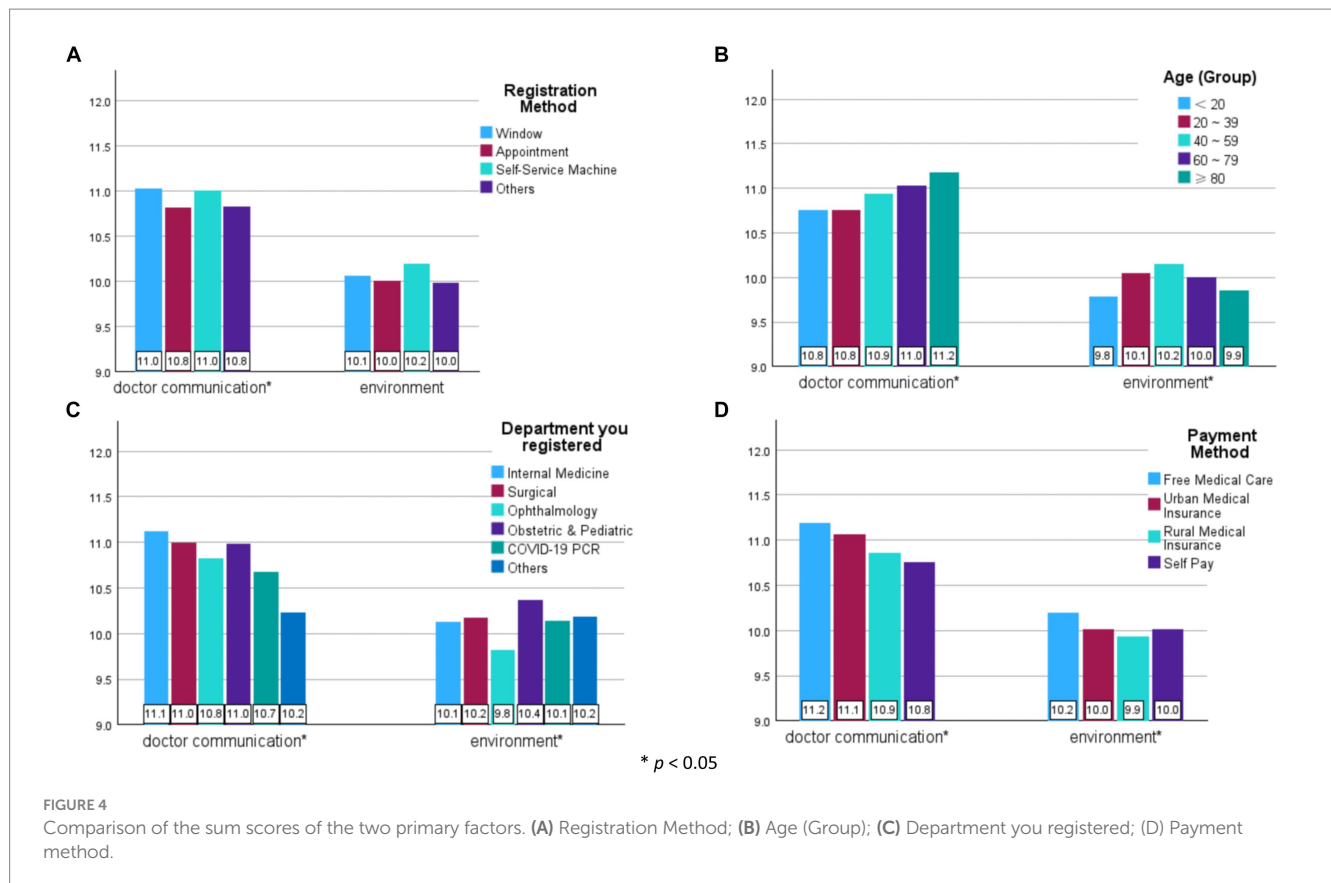 A
Registration
Method
Window
Appointment
Self-Service Machine
Others
12.0
11.5
11.0
10.5
10.0
9.5
9.0
11.0 10.8 11.0 10.8
10.1 10.0 10.2 10.0
doctor communication*
environment
B
Age (Group)
< 20
20 ~ 39
40 ~ 59
60 ~ 79
≥ 80
12.0
11.5
11.0
10.5
10.0
9.5
9.0
10.8 10.8 10.9 11.0 11.2
9.8 10.1 10.2 10.0 9.9
doctor communication*
environment*
C
Department you
registered
Internal Medicine
Surgical
Ophthalmology
Obstetric & Pediatric
COVID-19 PCR
Others
12.0
11.5
11.0
10.5
10.0
9.5
9.0
11.1 11.0 10.8 11.0 10.7 10.2
10.1 10.2 9.8 10.4 10.1 10.2
doctor communication*
environment*
D
Payment
Method
Free Medical Care
Urban Medical
Insurance
Rural Medical
Insurance
Self Pay
12.0
11.5
11.0
10.5
10.0
9.5
9.0
11.2 11.1 10.9 10.8
10.2 10.0 9.9 10.0
doctor communication*
environment*
* p < 0.05
FIGURE 4
Comparison of the sum scores of the two primary factors. (A) Registration Method; (B) Age (Group); (C) Department you registered; (D) Payment
method.